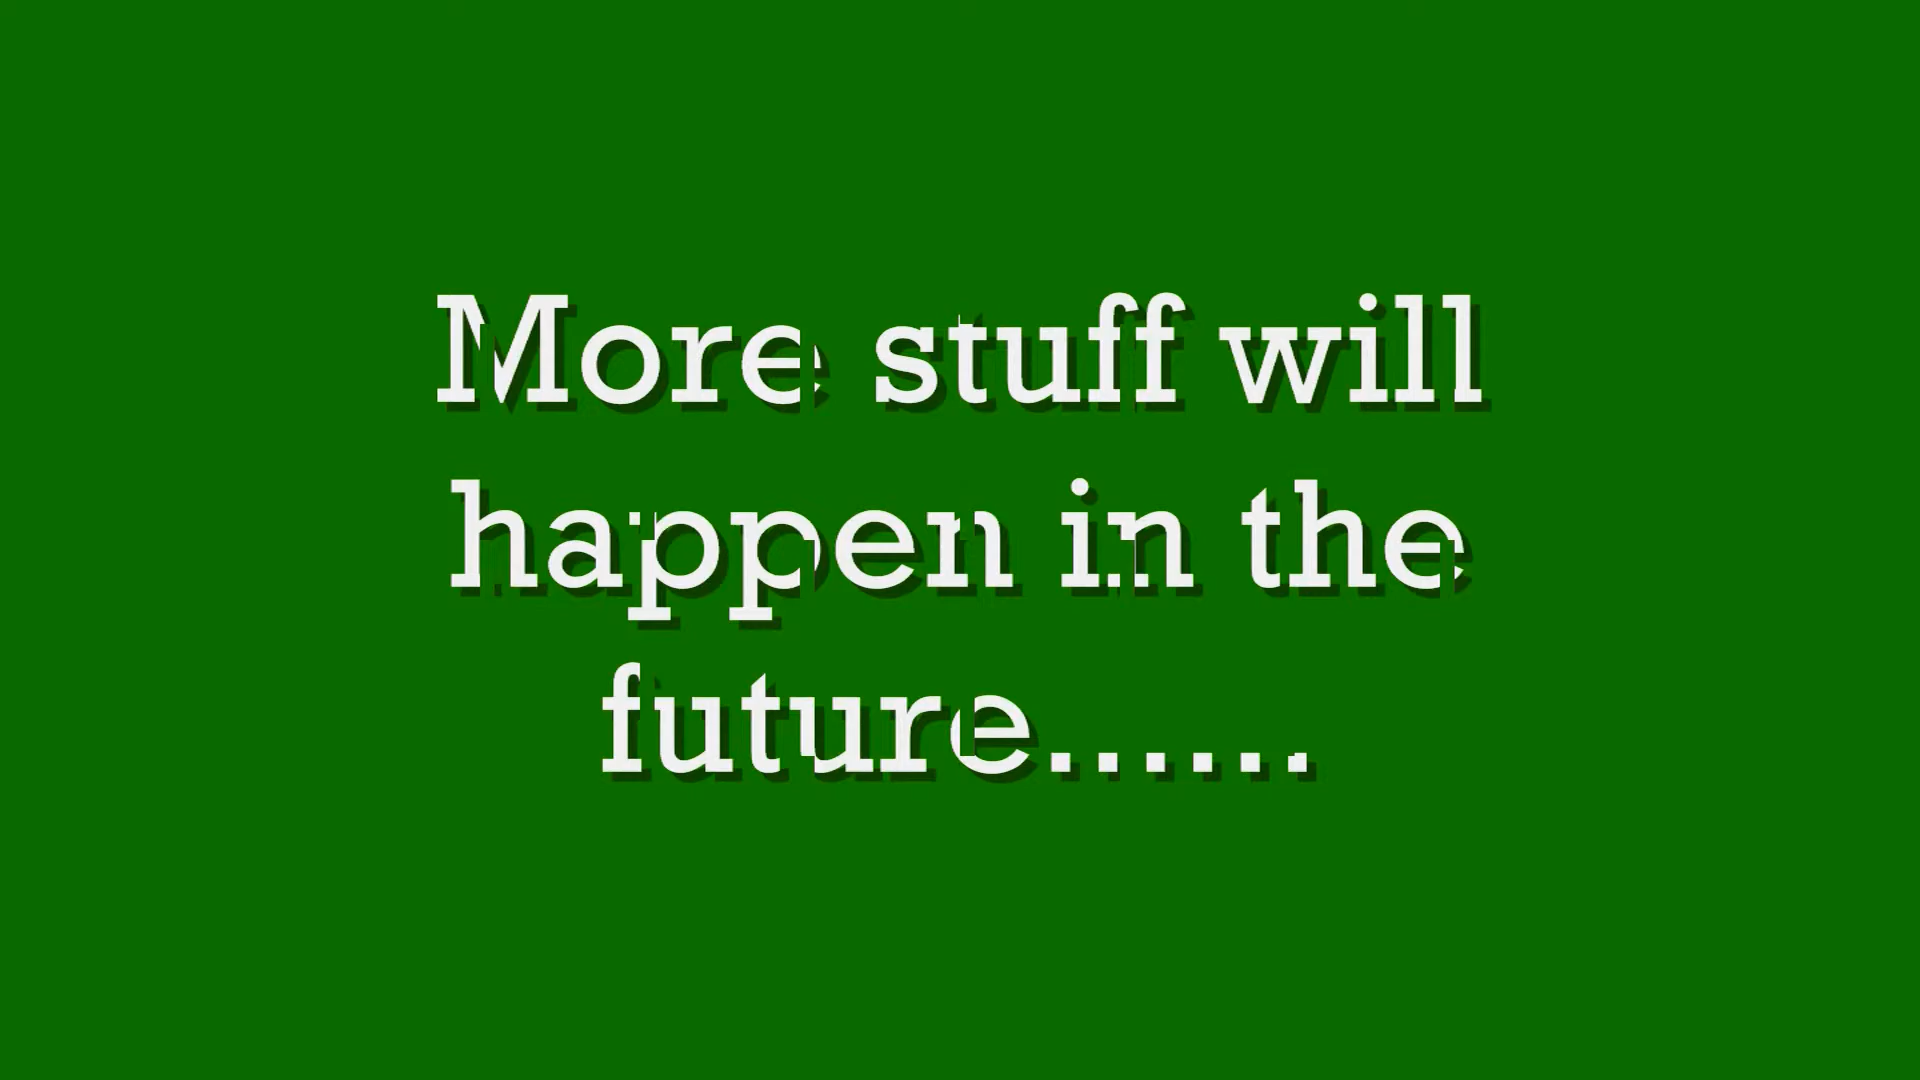 More stuff will
happen in the
future......